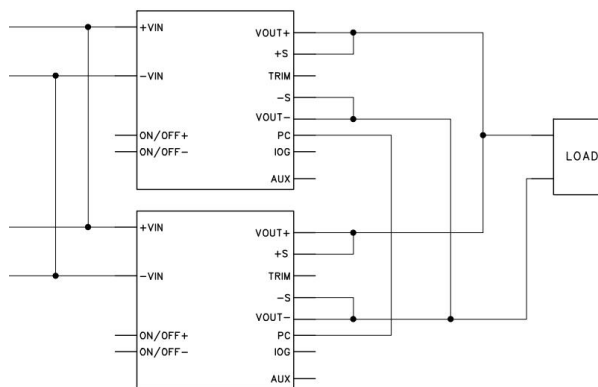 +VIN
VOUT+
+S
-VIN
TRIM
-S
VOUT-
ON/OFF+
PC
ON/OFF-
IOG
AUX
LOAD
+VIN
VOUT+
+S
-VIN
TRIM
-S
VOUT-
ON/OFF+
PC
ON/OFF-
IOG
AUX